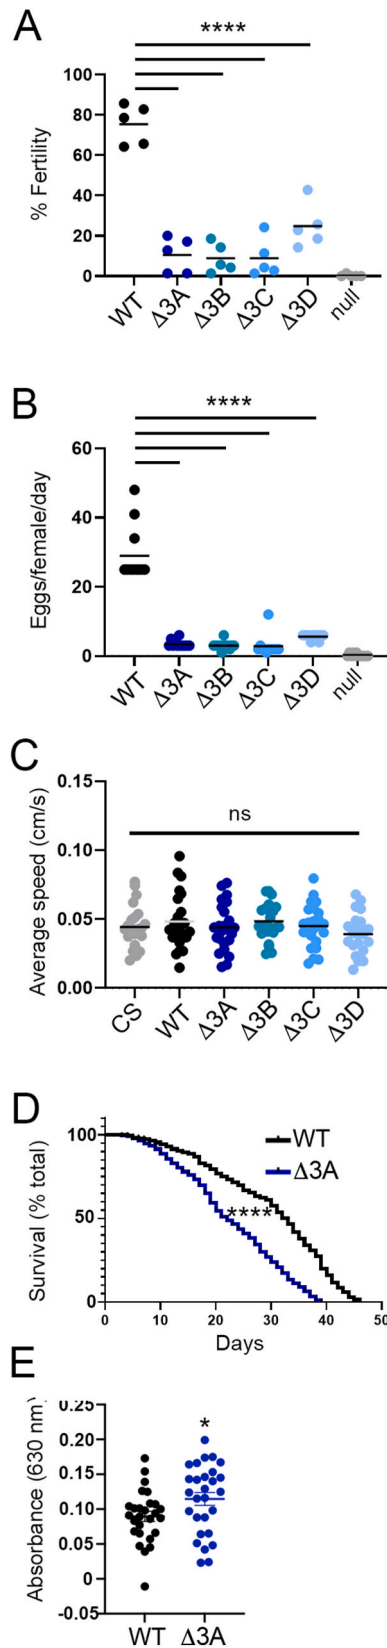 A
****
% Fertility
100
80
60
40
20
0
WT Δ3A Δ3B Δ3C Δ3D null
B
****
Eggs/female/day
60
40
20
0
WT Δ3A Δ3B Δ3C Δ3D null
C
Average speed (cm/s)
0.15
ns
0.10
0.05
0.00
CS WT Δ3A Δ3B Δ3C Δ3D
D
Survival (% total)
100
WT
Δ3A
50
****
0
0 10 20 30 40 50
Days
E
Absorbance (630 nm)
0.25
*
0.20
0.15
0.10
0.05
0
-0.05
WT Δ3A